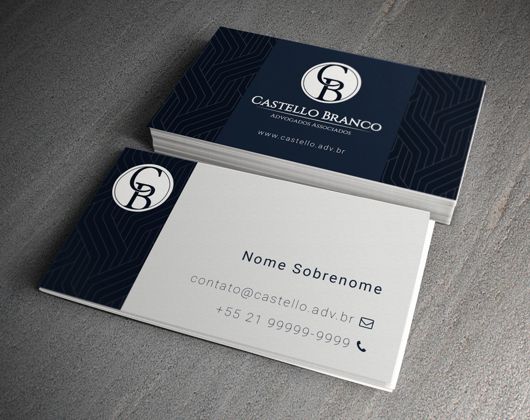 CB
CASTELLO BRANCO
ADVOGADOS ASSOCIADOS
www.castello.adv.br
CB
Nome Sobrenome
contato@castello.adv.br
+55 21 99999-9999